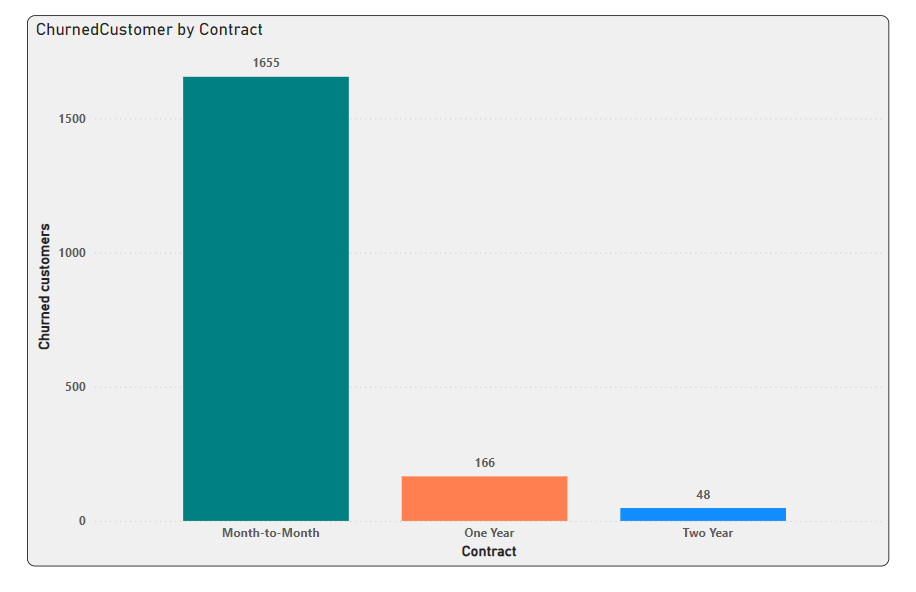 ChurnedCustomer by Contract
1655
1500
1000
500
0
166
48
Churned customers
Month-to-Month
One Year
Two Year
Contract